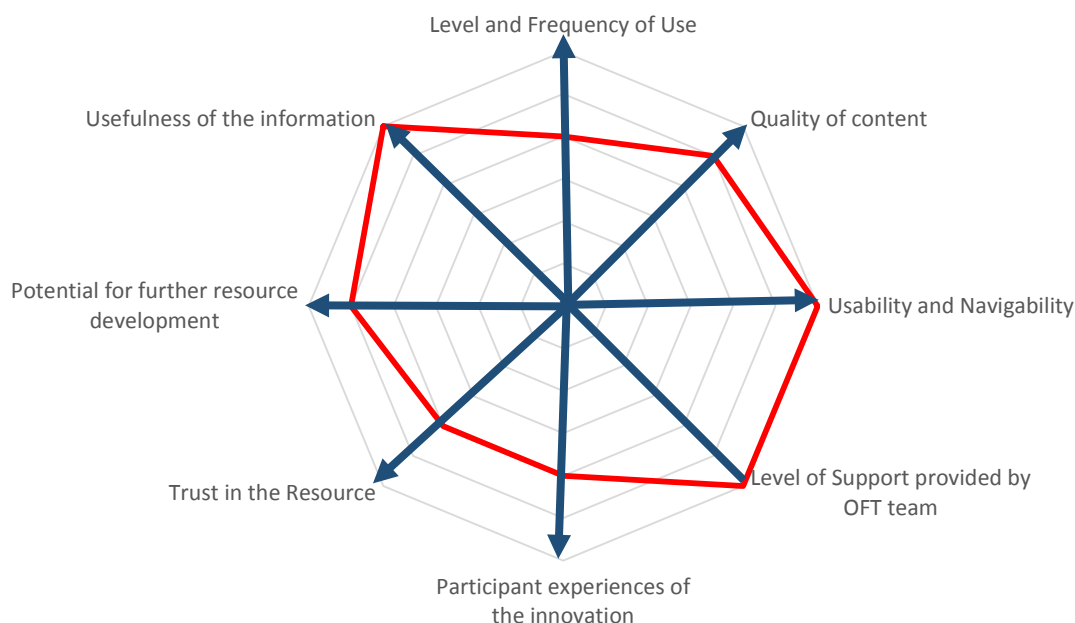 Level and Frequency of Use
Usefulness of the information
Quality of content
Potential for further resource
development
Usability and Navigability
Trust in the Resource
Level of Support provided by
OFT team
Participant experiences of
the innovation